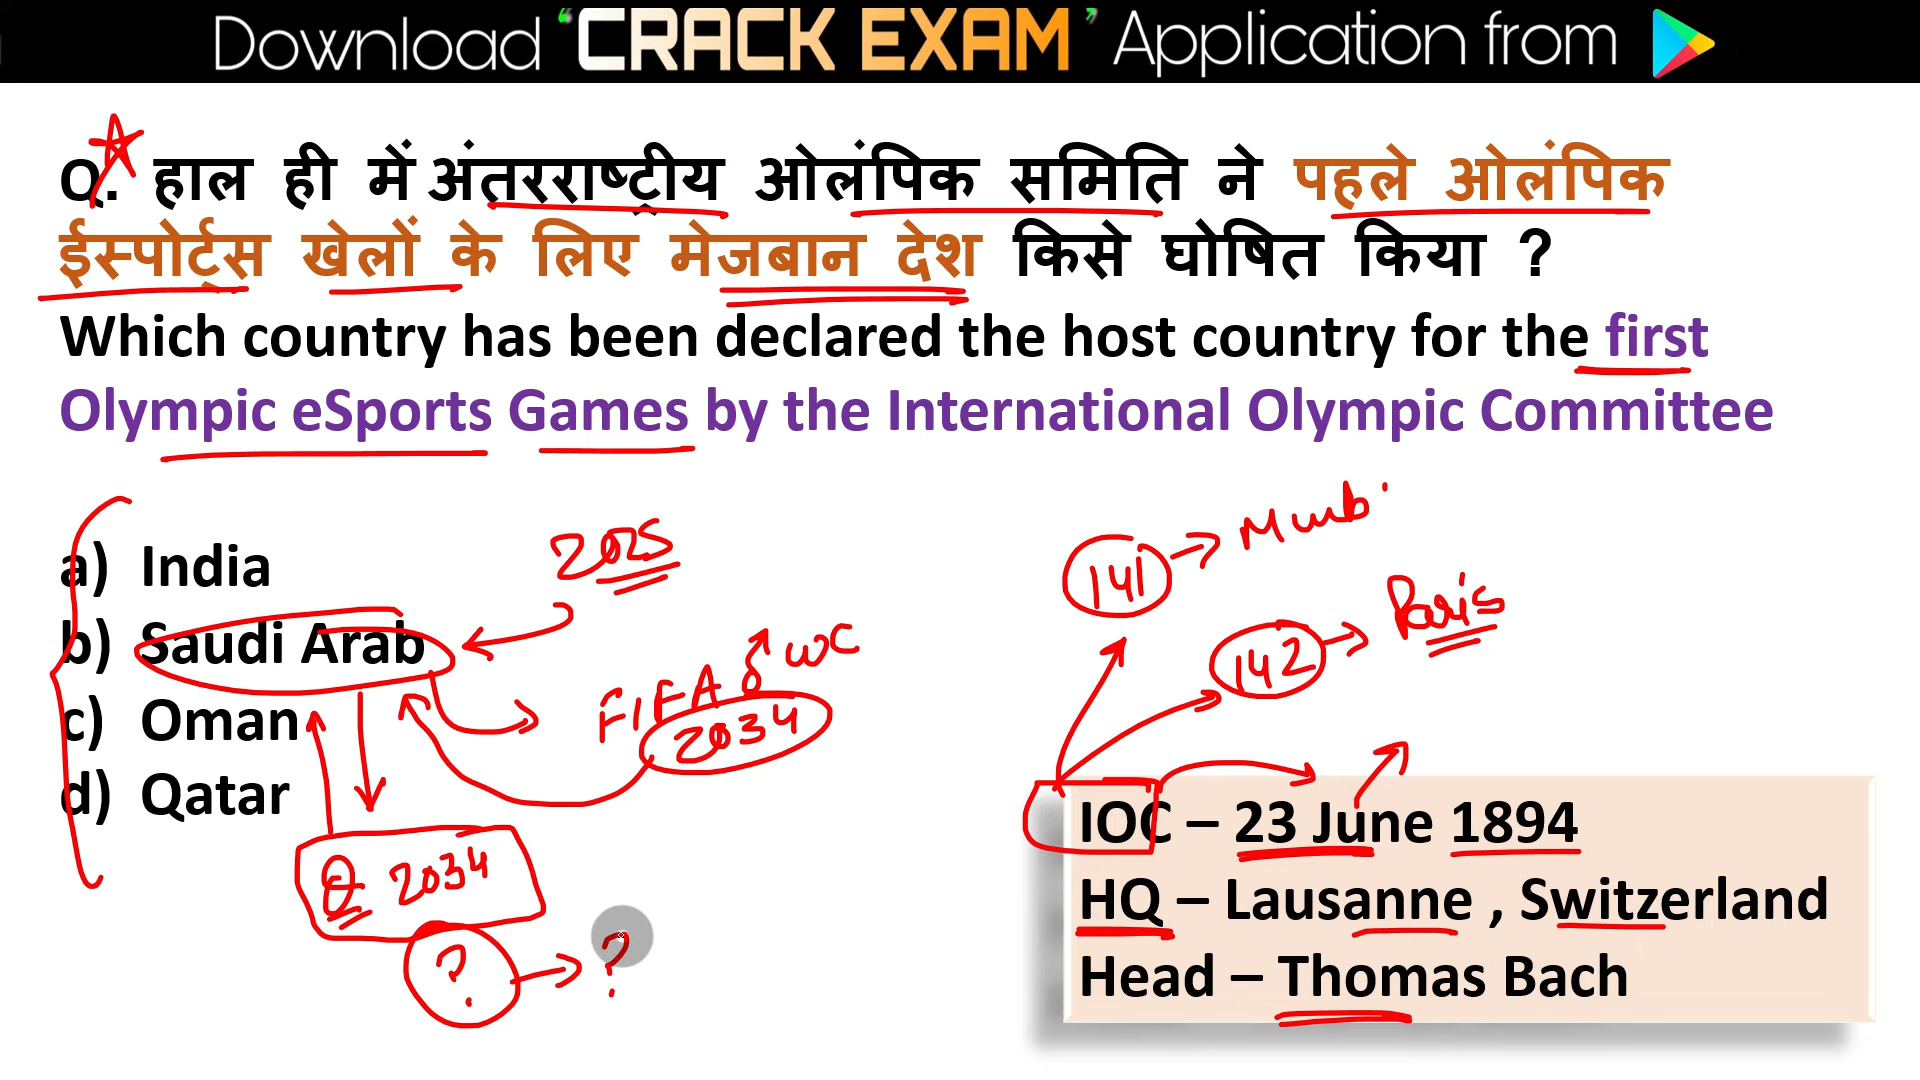 Download ‘CRACK EXAM’ Application from
Q. हाल ही में अंतरराष्ट्रीय ओलंपिक समिति ने पहले ओलंपिक
ईस्पोर्ट्स खेलों के लिए मेजबान देश किसे घोषित किया ?
Which country has been declared the host country for the first
Olympic eSports Games by the International Olympic Committee
a) India
b) Saudi Arab
c) Oman
d) Qatar
2025
FIFA WC
2034
Q 2034
?
?
141
Mumb
142
Paris
IOC – 23 June 1894
HQ – Lausanne , Switzerland
Head – Thomas Bach